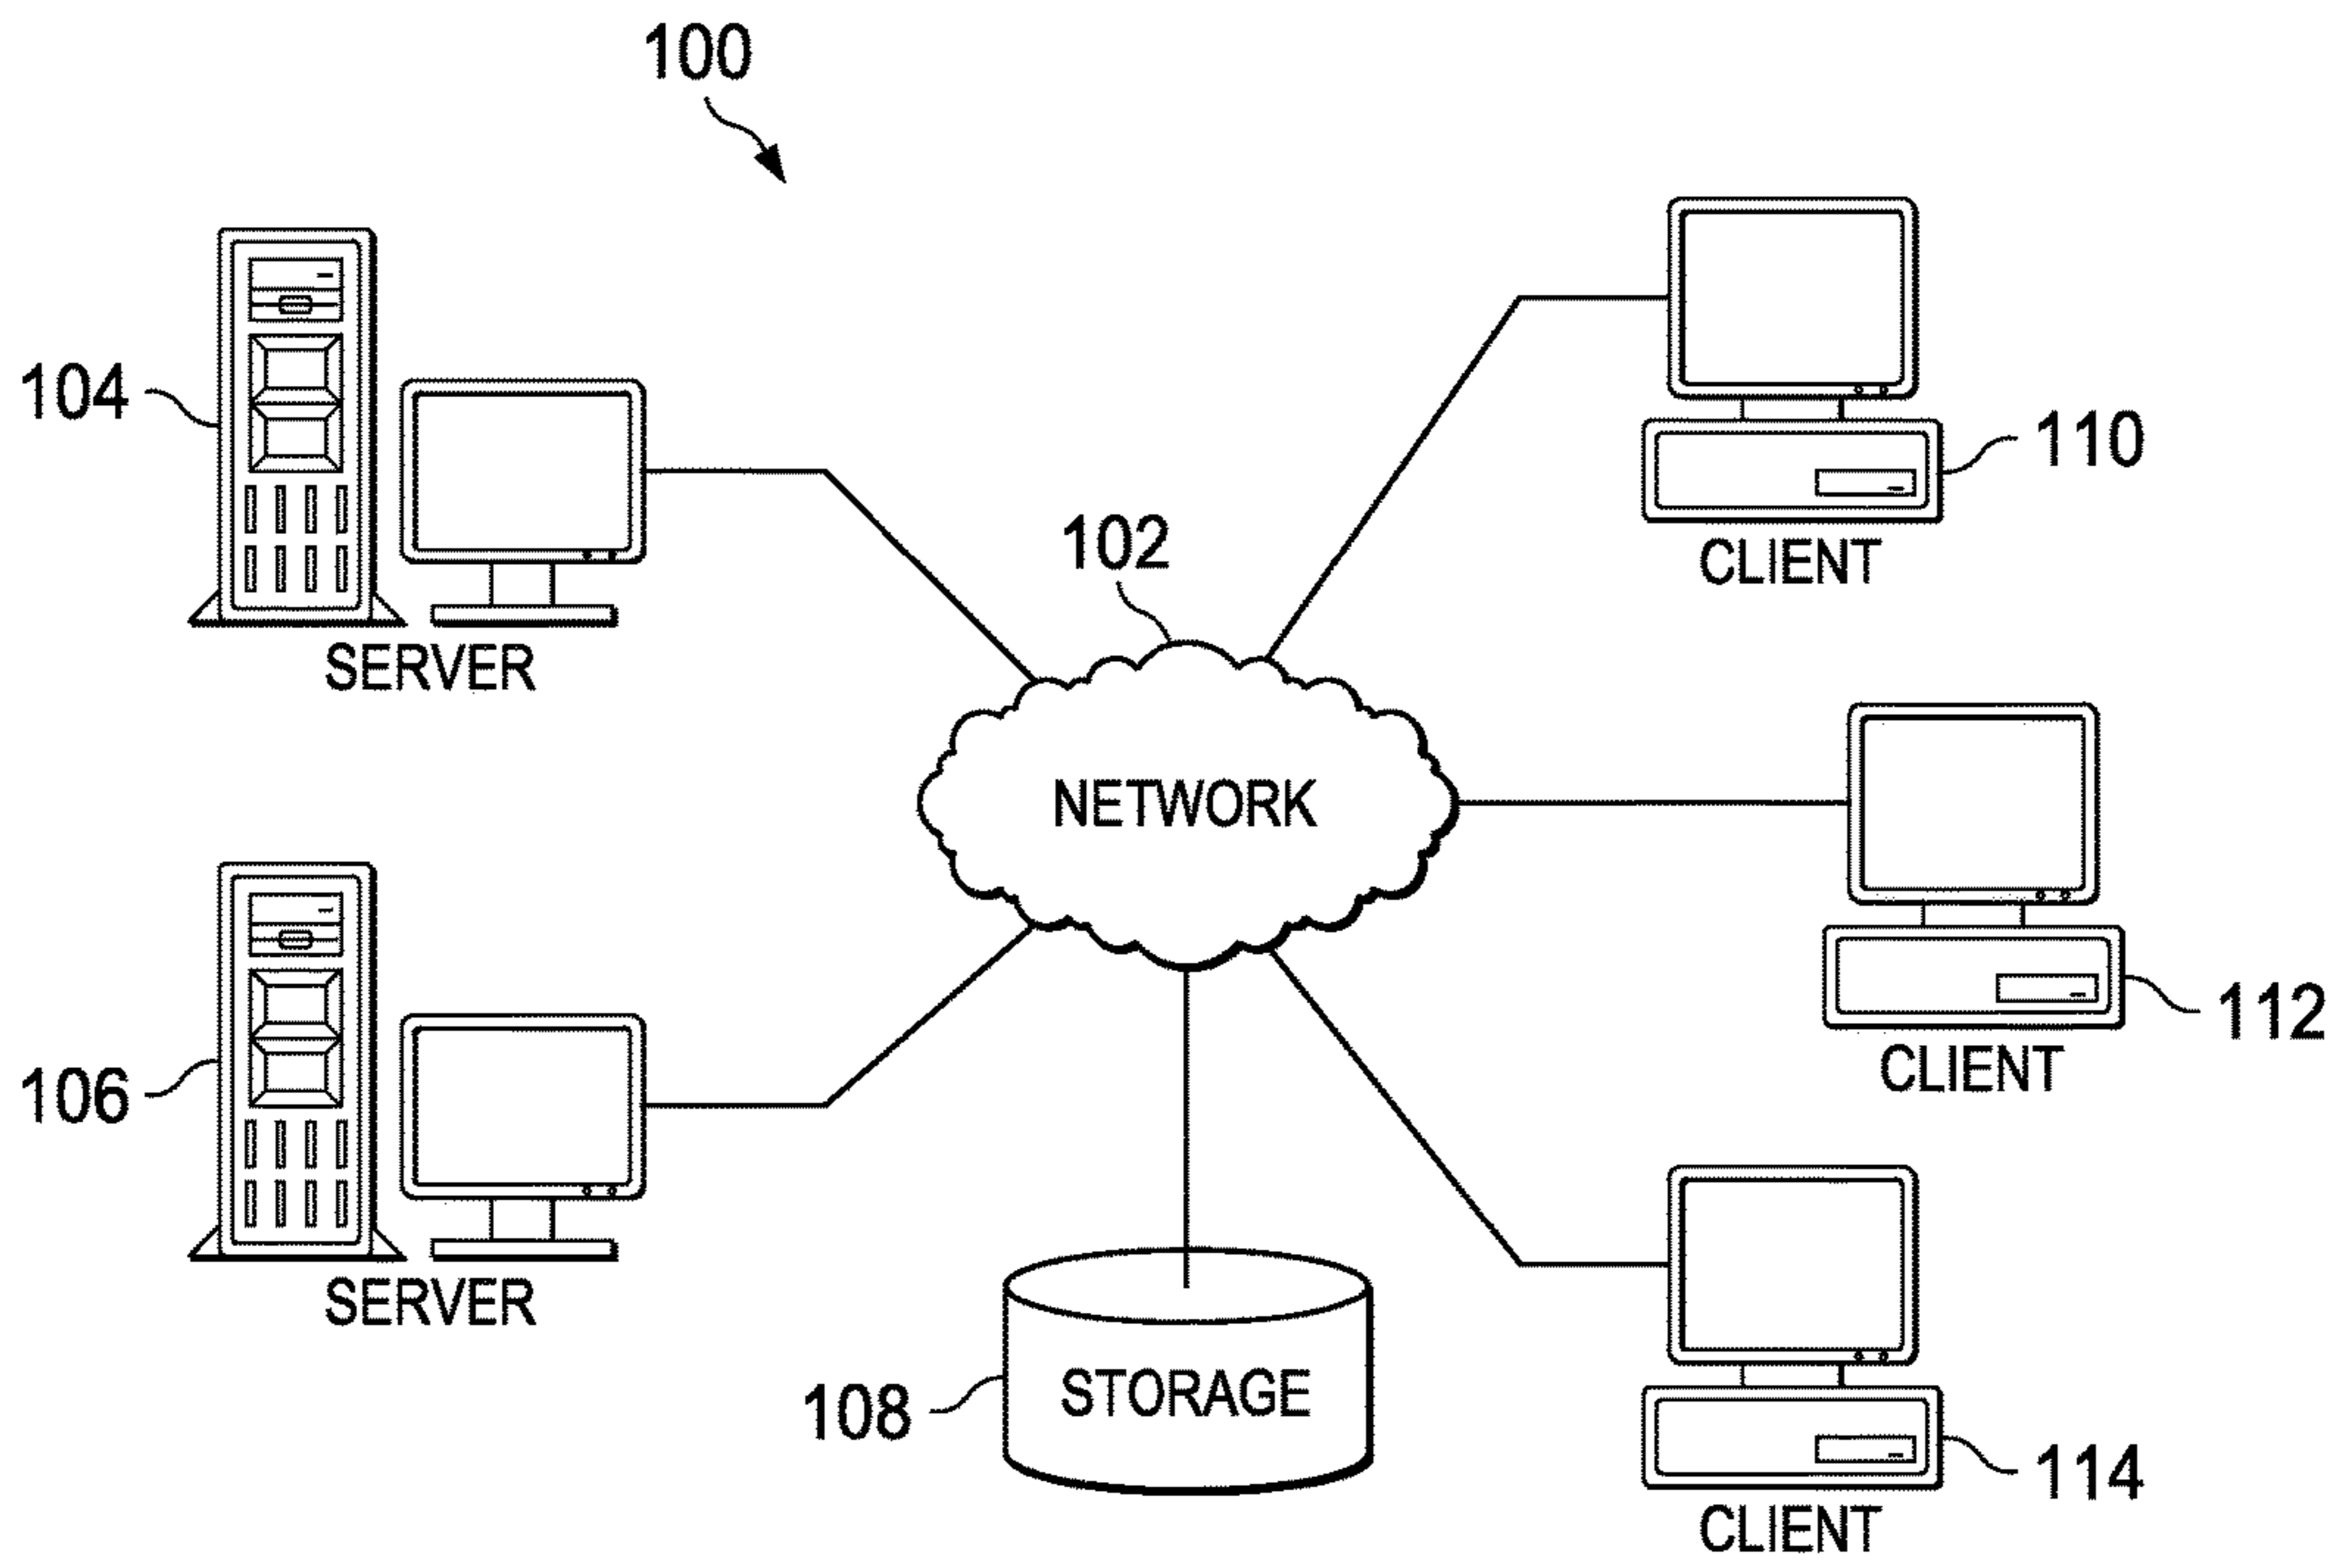 100
104
SERVER
110
CLIENT
102
NETWORK
112
CLIENT
106
SERVER
108
STORAGE
114
CLIENT